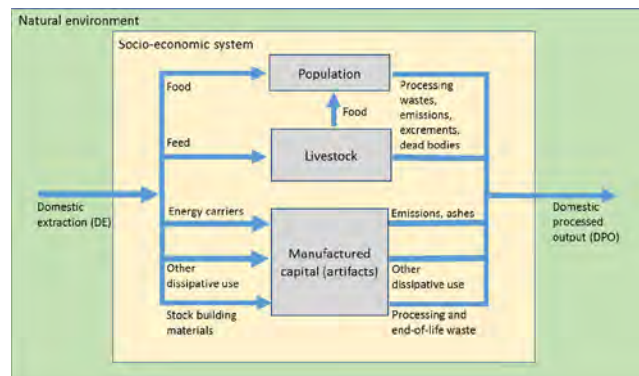 Natural environment
Socio-economic system
Population
Food
Processing
wastes,
emissions,
excrements,
dead bodies
Food
Feed
Livestock
Domestic
extraction (DE)
Energy carriers
Emissions, ashes
Domestic
processed
output (DPO)
Manufactured
capital (artifacts)
Other
dissipative use
Other
dissipative use
Stock building
materials
Processing and
end-of-life waste